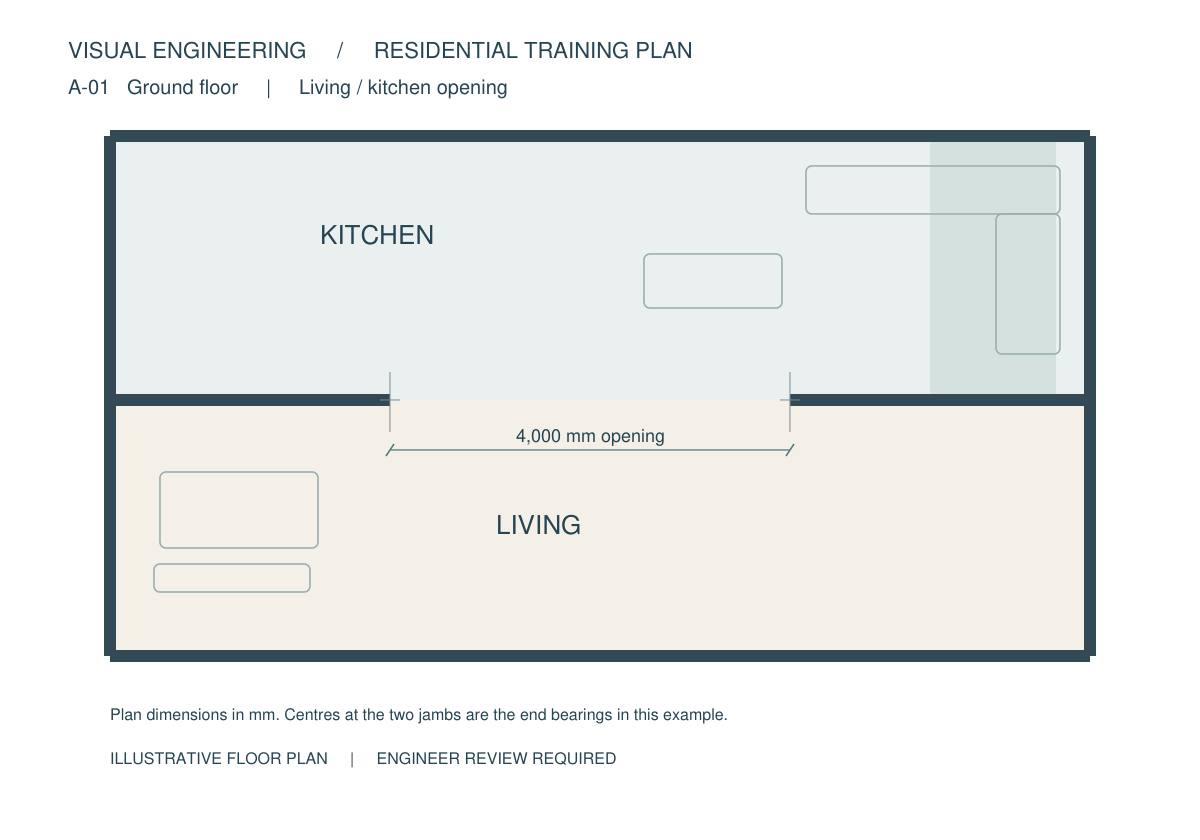 VISUAL ENGINEERING / RESIDENTIAL TRAINING PLAN
A-01 Ground floor | Living / kitchen opening
KITCHEN
4,000 mm opening
LIVING
Plan dimensions in mm. Centres at the two jambs are the end bearings in this example.
ILLUSTRATIVE FLOOR PLAN | ENGINEER REVIEW REQUIRED